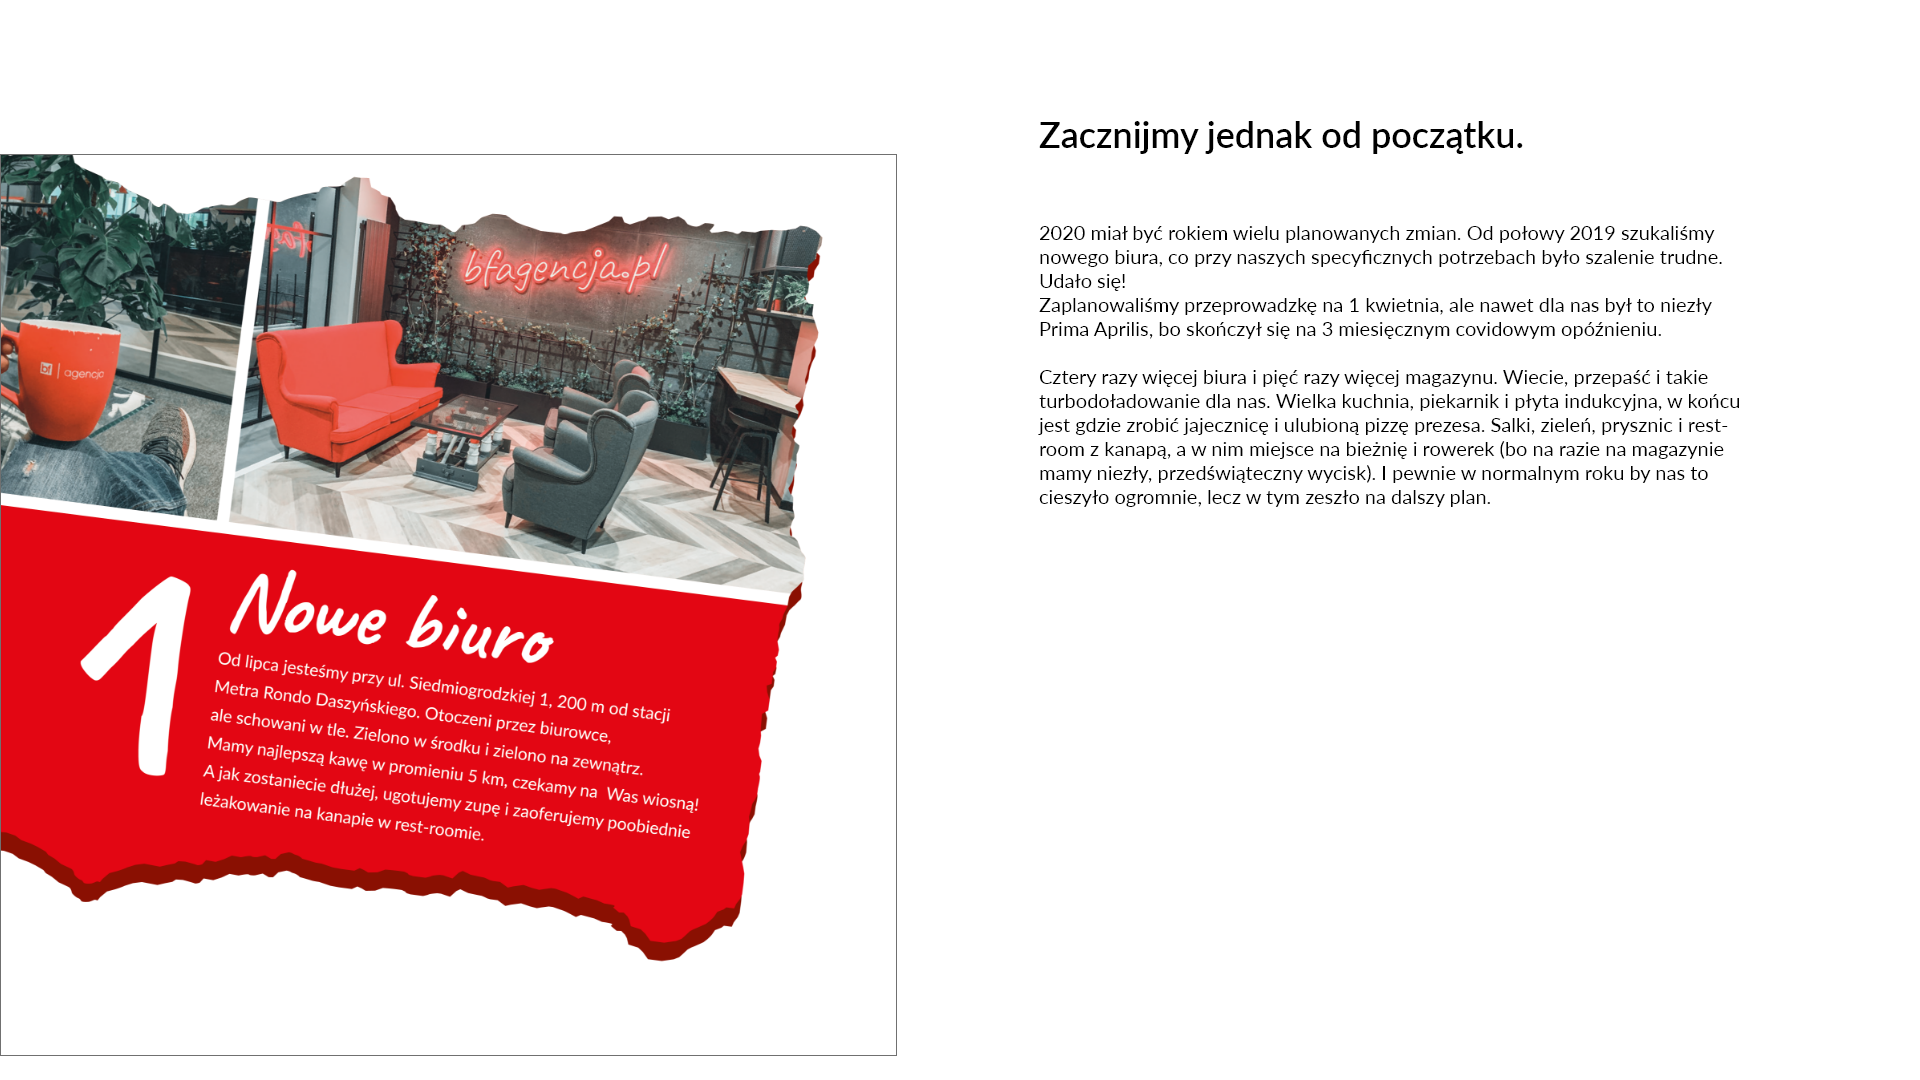 Zacznijmy jednak od początku.
2020 miał być rokiem wielu planowanych zmian. Od połowy 2019 szukaliśmy
nowego biura, co przy naszych specyficznych potrzebach było szalenie trudne.
Udało się!
Zaplanowaliśmy przeprowadzkę na 1 kwietnia, ale nawet dla nas był to niezły
Prima Aprilis, bo skończył się na 3 miesięcznym covidowym opóźnieniu.
Cztery razy więcej biura i pięć razy więcej magazynu. Wiecie, przepaść i takie
turbodoładowanie dla nas. Wielka kuchnia, piekarnik i płyta indukcyjna, w końcu
jest gdzie zrobić jajecznicę i ulubioną pizzę prezesa. Salki, zieleń, prysznic i rest-
room z kanapą, a w nim miejsce na bieżnię i rowerek (bo na razie na magazynie
mamy niezły, przedświąteczny wycisk). I pewnie w normalnym roku by nas to
cieszyło ogromnie, lecz w tym zeszło na dalszy plan.
bfagencja.pl
bf | agencja
1
Nowe biuro
Od lipca jesteśmy przy ul. Siedmiogrodzkiej 1, 200 m od stacji
Metra Rondo Daszyńskiego. Otoczeni przez biurowce,
ale schowani w tle. Zielono w środku i zielono na zewnątrz.
Mamy najlepszą kawę w promieniu 5 km, czekamy na Was wiosną!
A jak zostaniecie dłużej, ugotujemy zupę i zaoferujemy poobiednie
leżakowanie na kanapie w rest-roomie.